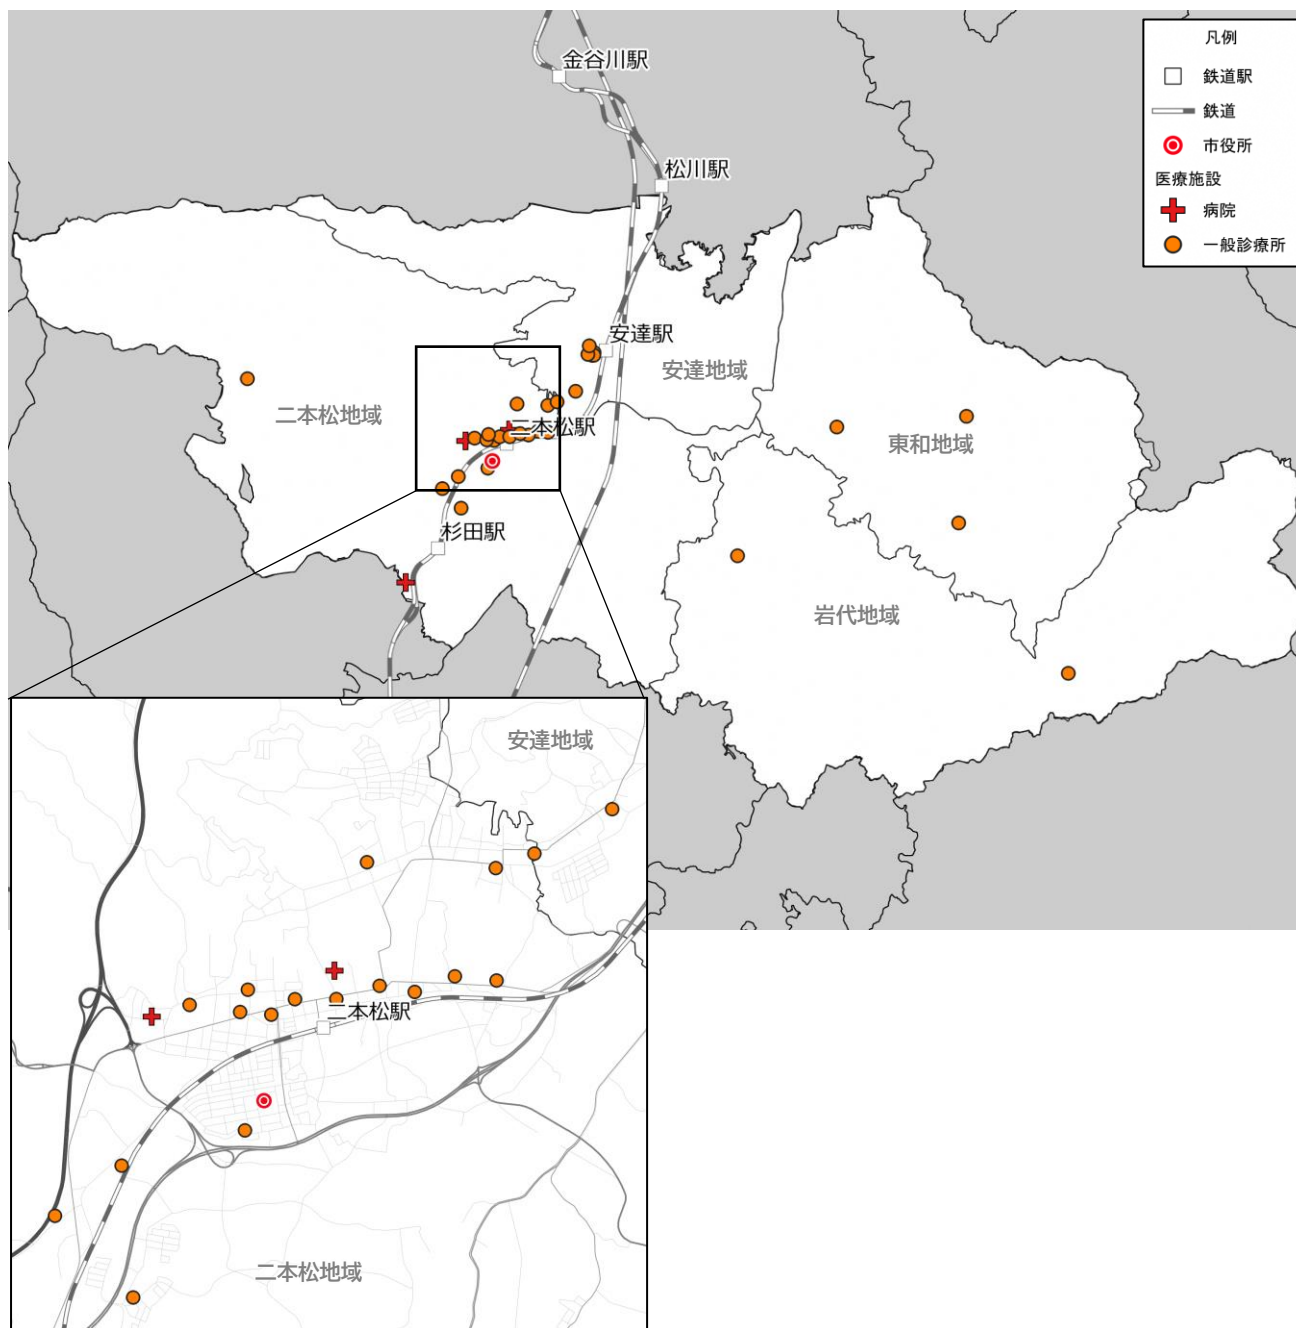 金谷川駅
松川駅
凡例
鉄道駅
鉄道
市役所
医療施設
病院
一般診療所
安達駅
安達地域
二本松地域
二本松駅
東和地域
杉田駅
岩代地域
安達地域
二本松駅
二本松地域